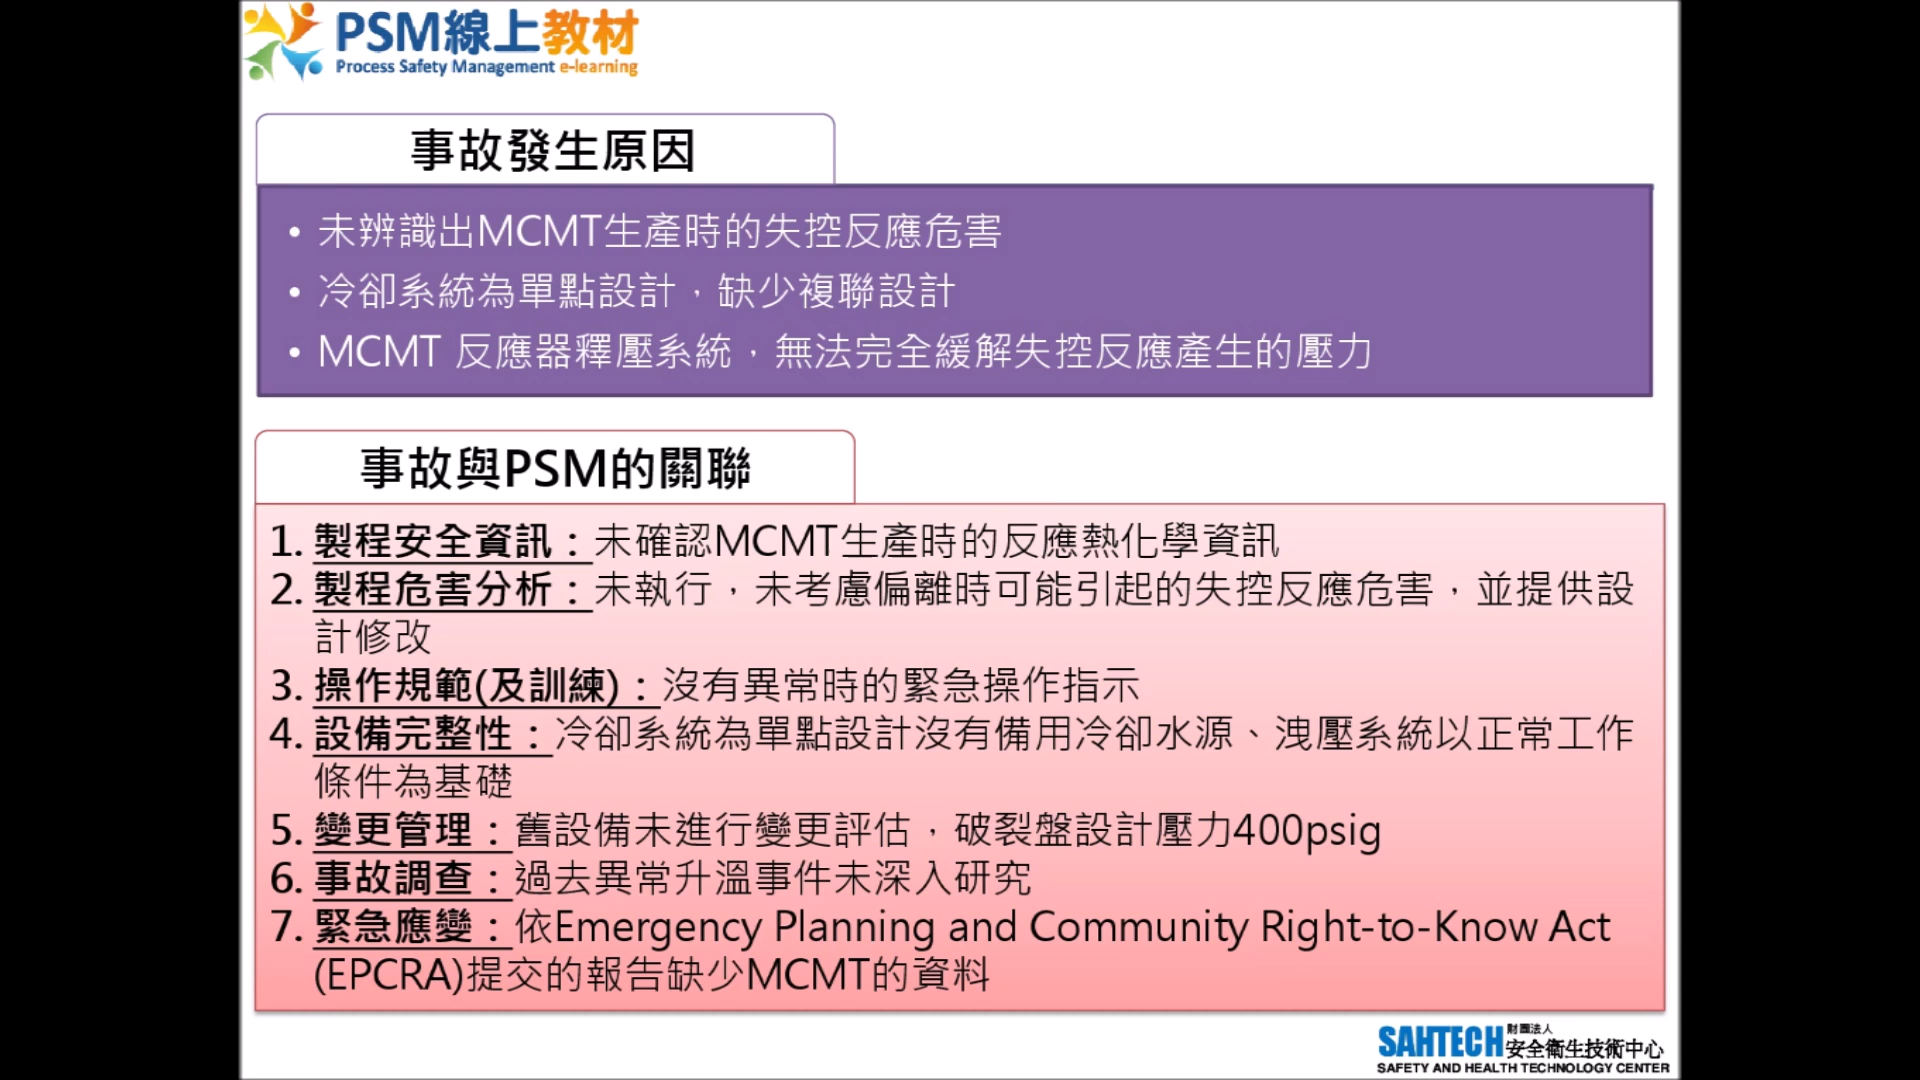 PSM線上教材
Process Safety Management e-learning
事故發生原因
• 未辨識出MCMT生產時的失控反應危害
• 冷卻系統為單點設計，缺少複聯設計
• MCMT 反應器釋壓系統，無法完全緩解失控反應產生的壓力
事故與PSM的關聯
1. 製程安全資訊：未確認MCMT生產時的反應熱化學資訊
2. 製程危害分析：未執行，未考慮偏離時可能引起的失控反應危害，並提供設
計修改
3. 操作規範(及訓練)：沒有異常時的緊急操作指示
4. 設備完整性：冷卻系統為單點設計沒有備用冷卻水源、洩壓系統以正常工作
條件為基礎
5. 變更管理：舊設備未進行變更評估，破裂盤設計壓力400psig
6. 事故調查：過去異常升溫事件未深入研究
7. 緊急應變：依Emergency Planning and Community Right-to-Know Act
(EPCRA)提交的報告缺少MCMT的資料
SAHTECH 財團法人
安全衛生技術中心
SAFETY AND HEALTH TECHNOLOGY CENTER